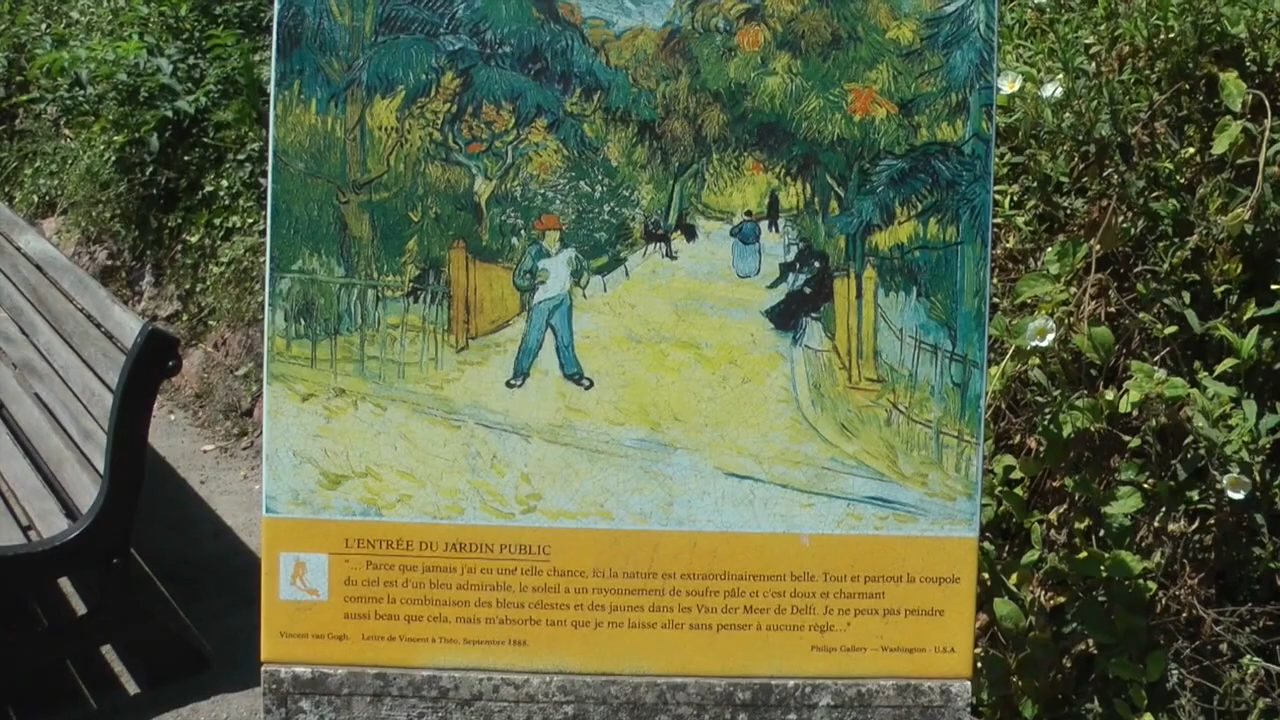 L'ENTRÉE DU JARDIN PUBLIC
"... Parce que jamais j'ai eu une telle chance, ici la nature est extraordinairement belle. Tout et partout la coupole
du ciel est d'un bleu admirable, le soleil a un rayonnement de soufre pâle et c'est doux et charmant
comme la combinaison des bleus célestes et des jaunes dans les Van der Meer de Delft. Je ne peux pas peindre
aussi beau que cela, mais m'absorbe tant que je me laisse aller sans penser à aucune règle..."
Vincent van Gogh. Lettre de Vincent à Théo, Septembre 1888.
Philips Gallery — Washington - U.S.A.